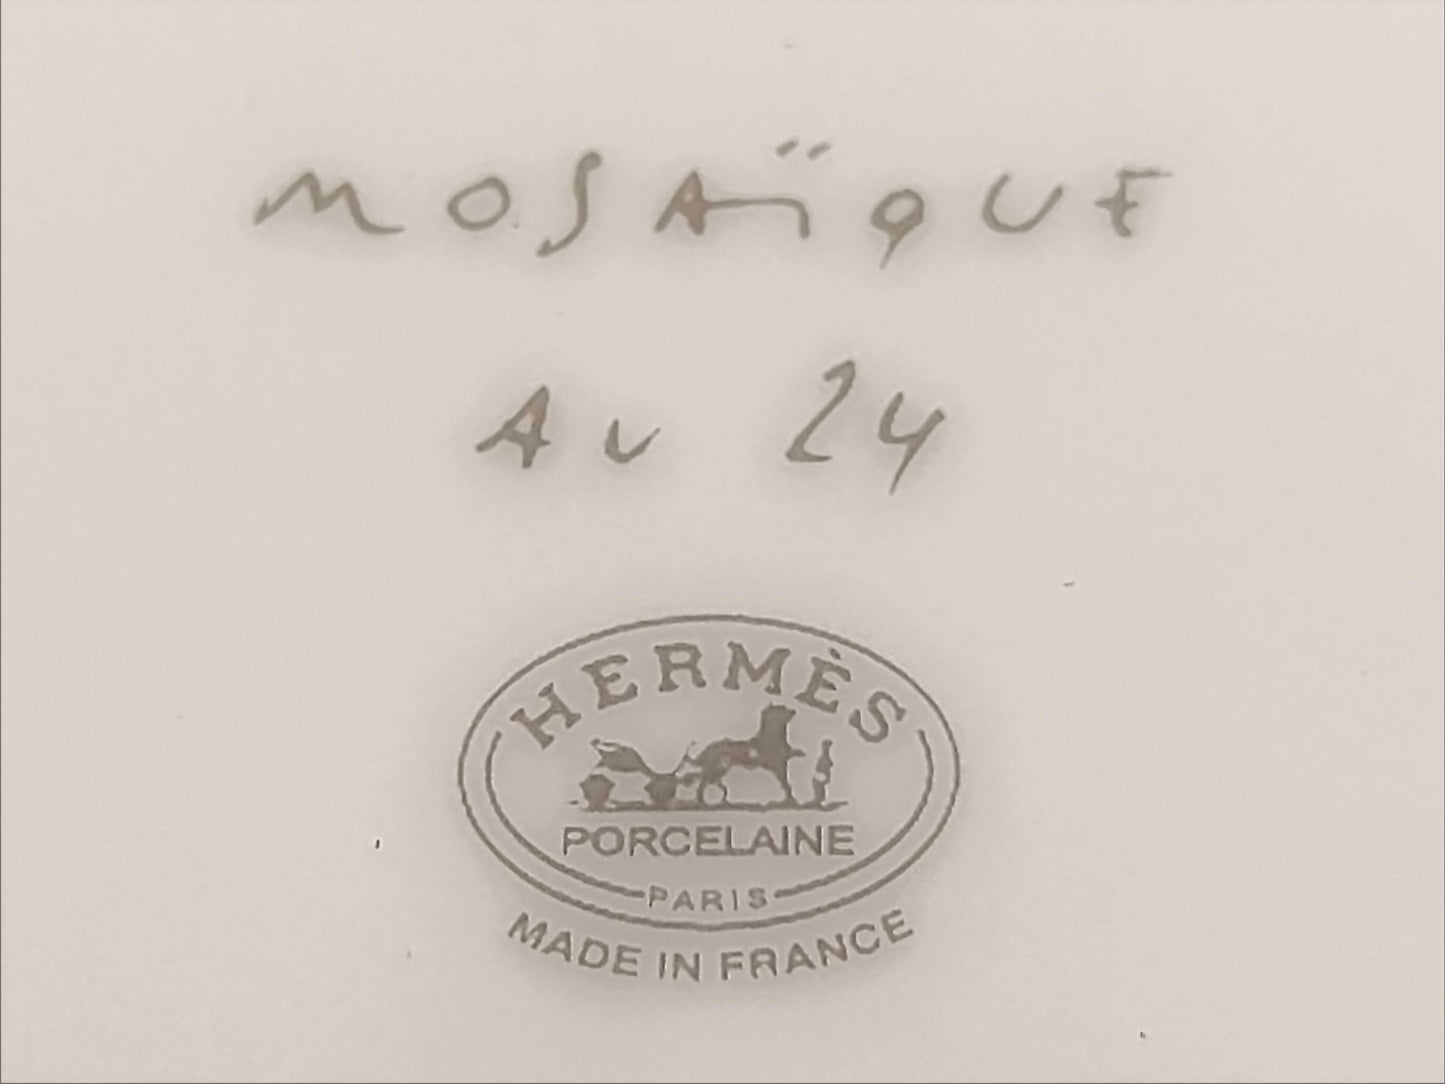 MOSAÏQUE
AU 24
HERMÈS
PORCELAINE
PARIS
MADE IN FRANCE